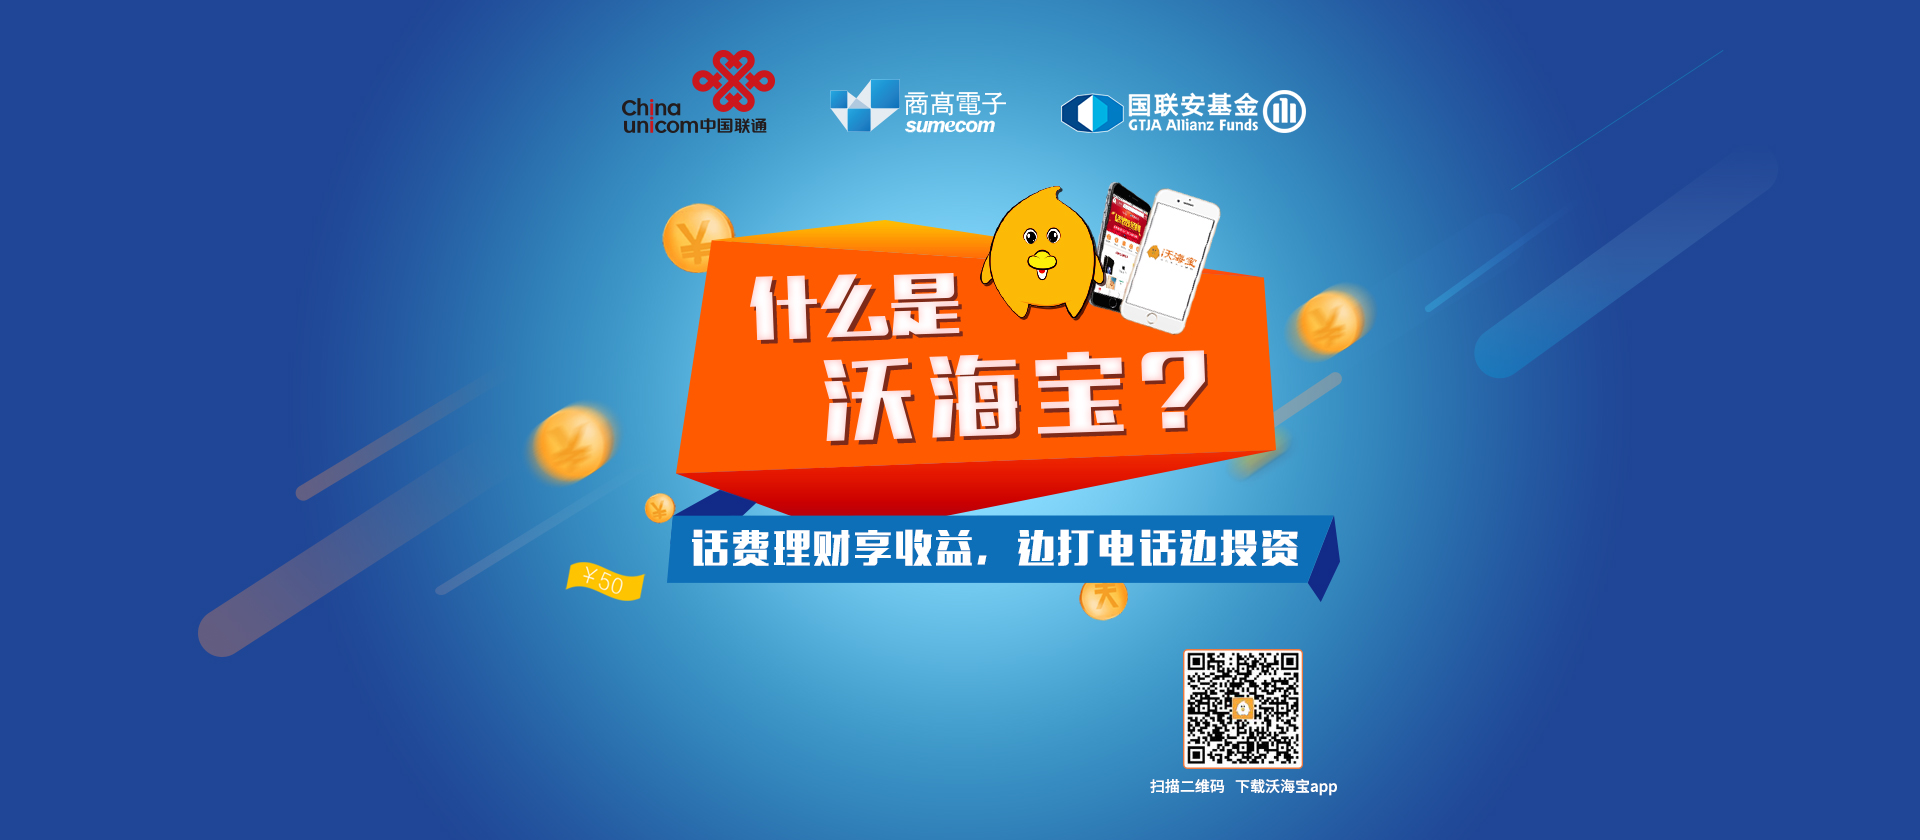 China
unicom中国联通
商高電子
sumecom
国联安基金
GTJA Allianz Funds
什么是
沃海宝
沃海宝？
话费理财享收益，边打电话边投资
¥50
扫描二维码 下载沃海宝app